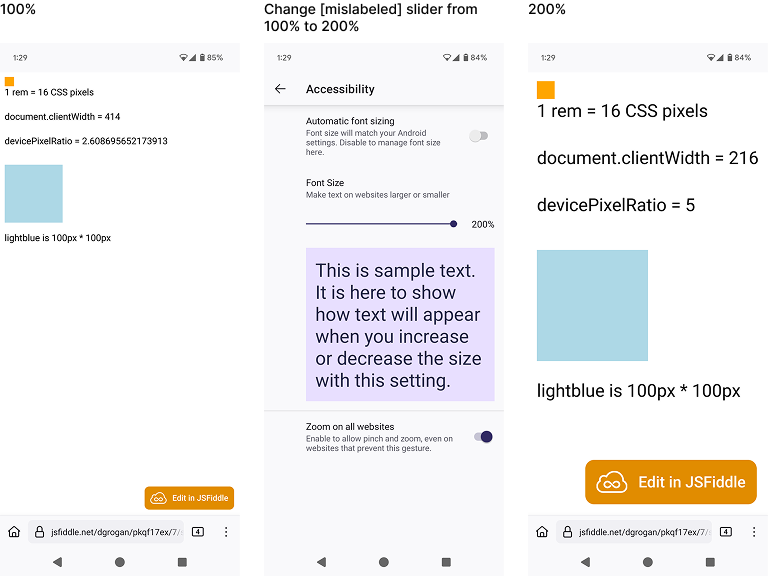 100%
1:29
85%
1 rem = 16 CSS pixels
document.clientWidth = 414
devicePixelRatio = 2.608695652173913
lightblue is 100px * 100px
Edit in JSFiddle
jsfiddle.net/dgrogan/pkqf17ex/7/
4
Change [mislabeled] slider from
100% to 200%
1:29
84%
Accessibility
Automatic font sizing
Font size will match your Android
settings. Disable to manage font size
here.
Font Size
Make text on websites larger or smaller
200%
This is sample text.
It is here to show
how text will appear
when you increase
or decrease the size
with this setting.
Zoom on all websites
Enable to allow pinch and zoom, even on
websites that prevent this gesture.
200%
1:29
84%
1 rem = 16 CSS pixels
document.clientWidth = 216
devicePixelRatio = 5
lightblue is 100px * 100px
Edit in JSFiddle
jsfiddle.net/dgrogan/pkqf17ex/7/
4